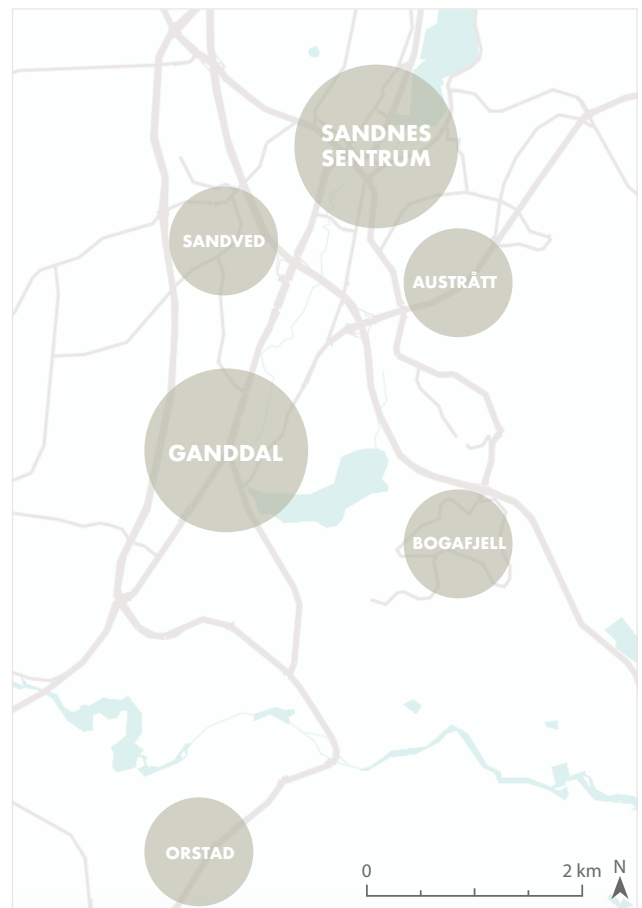 SANDNES
SENTRUM
SANDVED
AUSTRÅTT
GANDDAL
BOGAFJELL
ORSTAD
0
2 km
N